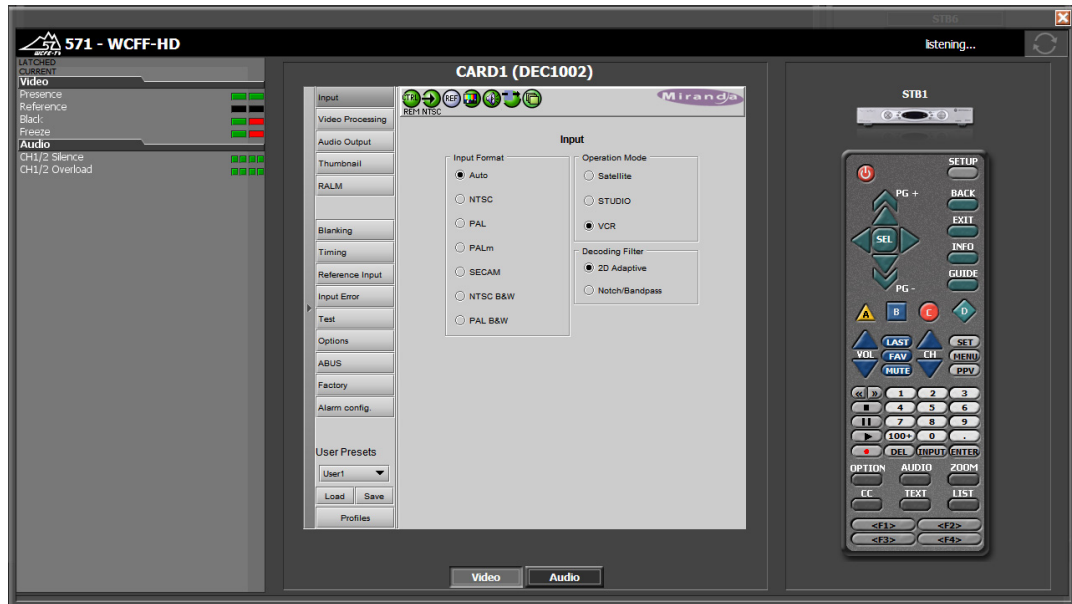 STB6
57
WCFF-TV
571 - WCFF-HD
listening...
LATCHED
CURRENT
Video
Presence
Reference
Black
Freeze
Audio
CH1/2 Silence
CH1/2 Overload
CARD1 (DEC1002)
Input
Video Processing
Audio Output
Thumbnail
RALM
Blanking
Timing
Reference Input
Input Error
Test
Options
ABUS
Factory
Alarm config.
User Presets
User1
Load Save
Profiles
CTRL REF
REM NTSC
Miranda
Input
Input Format
Auto
NTSC
PAL
PALm
SECAM
NTSC B&W
PAL B&W
Operation Mode
Satellite
STUDIO
VCR
Decoding Filter
2D Adaptive
Notch/Bandpass
Video Audio
STB1
SETUP
PG + BACK
EXIT
SEL
INFO
GUIDE
PG -
A B C D
LAST SET
VOL FAV CH MENU
MUTE PPV
« » 1 2 3
4 5 6
7 8 9
100+ 0 .
DEL INPUT ENTER
OPTION AUDIO ZOOM
CC TEXT LIST
<F1> <F2>
<F3> <F4>